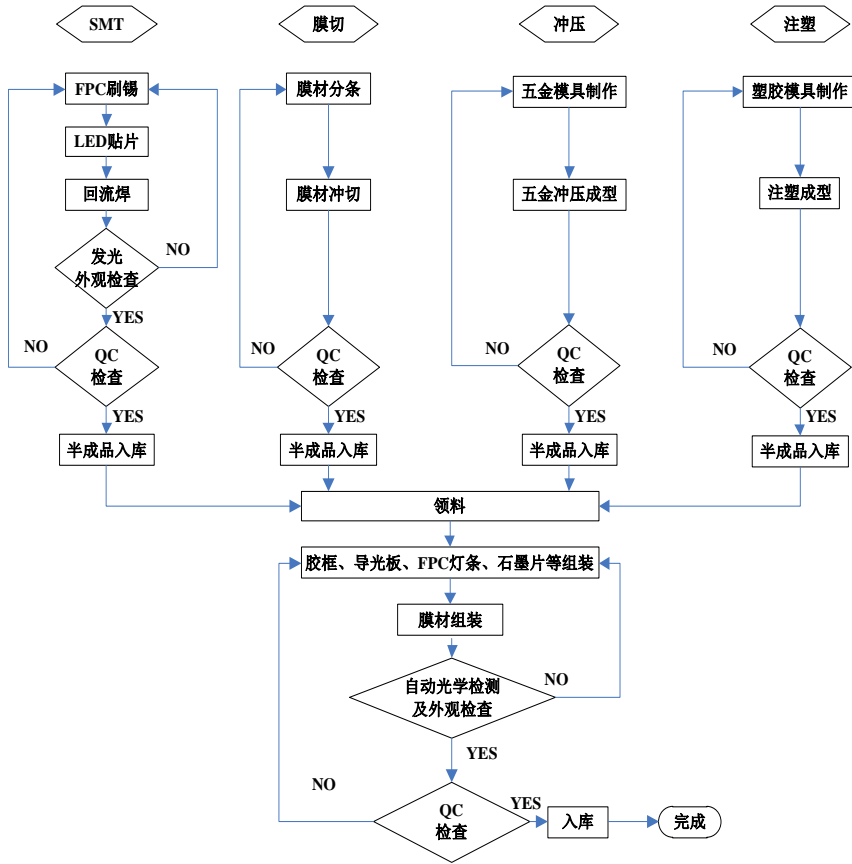 SMT
膜切
冲压
注塑
FPC刷锡
膜材分条
五金模具制作
塑胶模具制作
LED贴片
回流焊
膜材冲切
五金冲压成型
注塑成型
发光
外观检查
NO
YES
NO
QC
检查
NO
QC
检查
NO
QC
检查
NO
QC
检查
YES
YES
YES
YES
半成品入库
半成品入库
半成品入库
半成品入库
领料
胶框、导光板、FPC灯条、石墨片等组装
膜材组装
自动光学检测
及外观检查
NO
YES
NO
QC
检查
YES
入库
完成